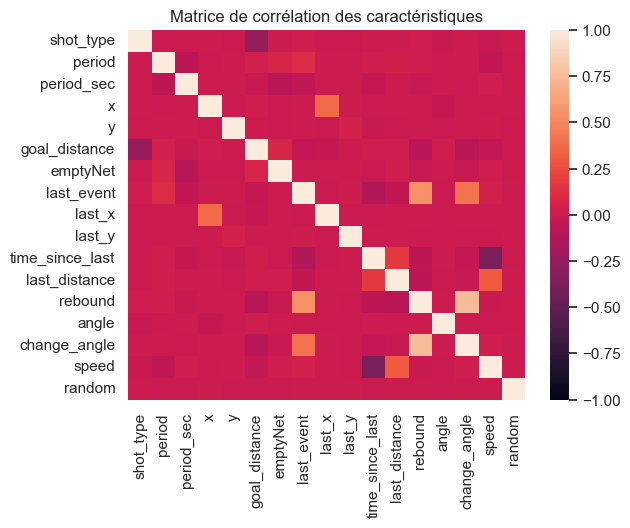 Matrice de corrélation des caractéristiques
shot_type
period
period_sec
x
y
goal_distance
emptyNet
last_event
last_x
last_y
time_since_last
last_distance
rebound
angle
change_angle
speed
random
shot_type
period
period_sec
x
y
goal_distance
emptyNet
last_event
last_x
last_y
time_since_last
last_distance
rebound
angle
change_angle
speed
random
1.00
0.75
0.50
0.25
0.00
−0.25
−0.50
−0.75
−1.00